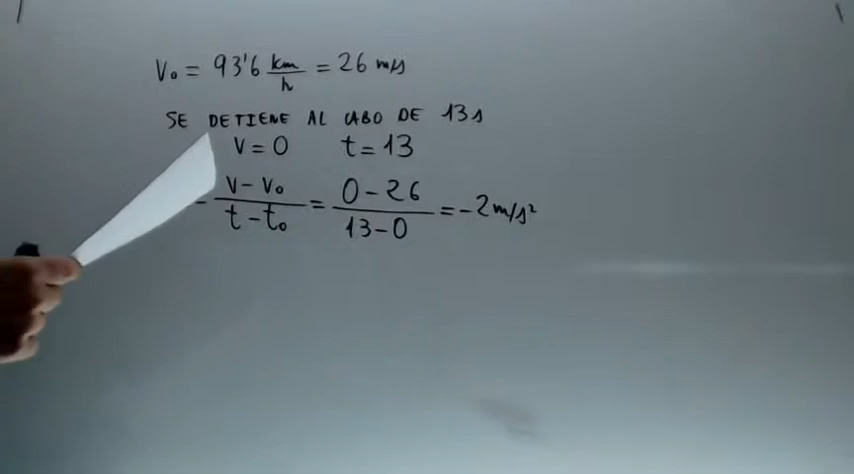 V₀ = 93'6 km/h = 26 m/s
SE DETIENE AL CABO DE 13s
V = 0 t = 13
= V - V₀ / t - t₀ = 0 - 26 / 13 - 0 = -2 m/s²